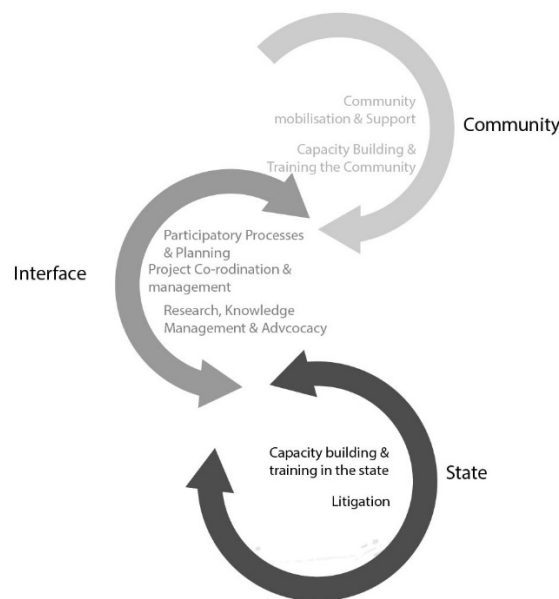 Community
mobilisation & Support
Community
Capacity Building &
Training the Community
Participatory Processes
& Planning
Interface
Project Co-rodination &
management
Research, Knowledge
Management & Advcocacy
Capacity building &
training in the state
State
Litigation